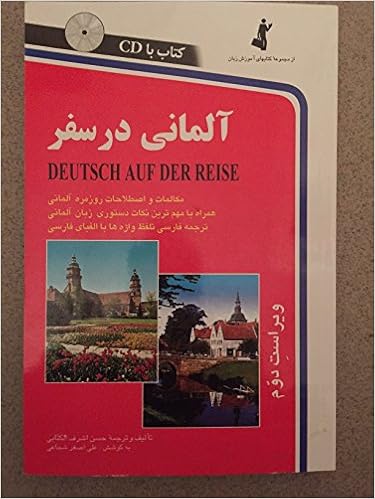 کتاب با CD
از مجموعه کتابهای آموزش زبان
آلمانی در سفر
DEUTSCH AUF DER REISE
مکالمات و اصطلاحات روزمره آلمانی
همراه با مهم ترین نکات دستوری زبان آلمانی
ترجمه فارسی تلفظ واژه ها با الفبای فارسی
ویراست دوّم
تألیف و ترجمه حسن اشرف الکتابی
به کوشش: علی اصغر شجاعی